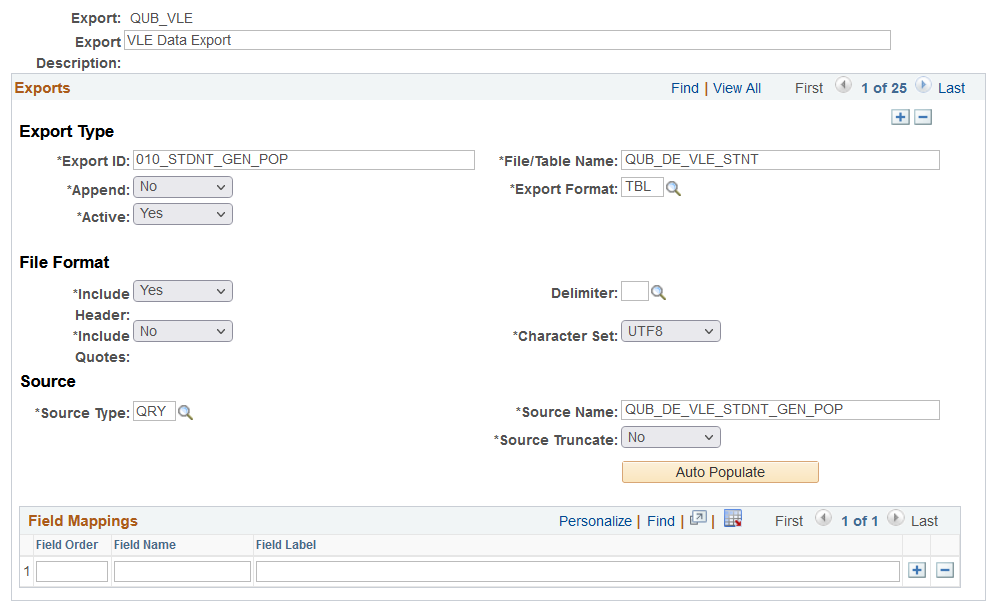 Export: QUB_VLE
Export VLE Data Export
Description:
Exports Find | View All First 1 of 25 Last
Export Type
*Export ID: 010_STDNT_GEN_POP *File/Table Name: QUB_DE_VLE_STNT
*Append: No *Export Format: TBL
*Active: Yes
File Format
*Include Yes Delimiter:
Header:
*Include No *Character Set: UTF8
Quotes:
Source
*Source Type: QRY *Source Name: QUB_DE_VLE_STDNT_GEN_POP
*Source Truncate: No
Auto Populate
Field Mappings Personalize | Find | | First 1 of 1 Last
Field Order Field Name Field Label
1